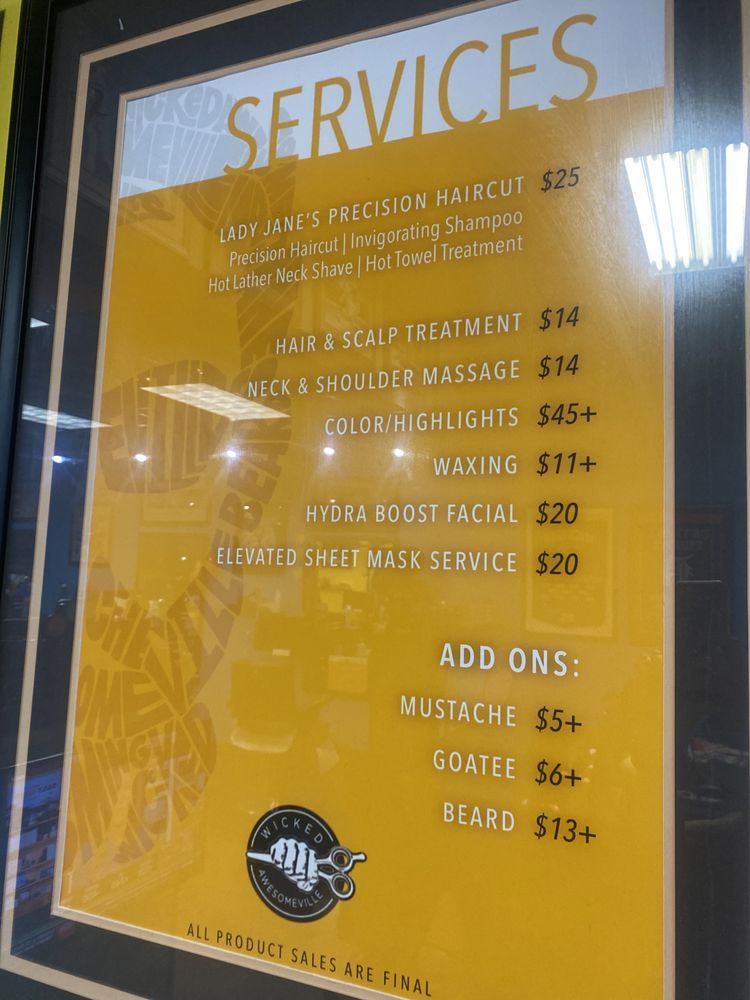 SERVICES
LADY JANE'S PRECISION HAIRCUT $25
Precision Haircut | Invigorating Shampoo
Hot Lather Neck Shave | Hot Towel Treatment
HAIR & SCALP TREATMENT $14
NECK & SHOULDER MASSAGE $14
COLOR/HIGHLIGHTS $45+
WAXING $11+
HYDRA BOOST FACIAL $20
ELEVATED SHEET MASK SERVICE $20
ADD ONS:
MUSTACHE $5+
GOATEE $6+
BEARD $13+
WICKED
AWESOMEVILLE
ALL PRODUCT SALES ARE FINAL